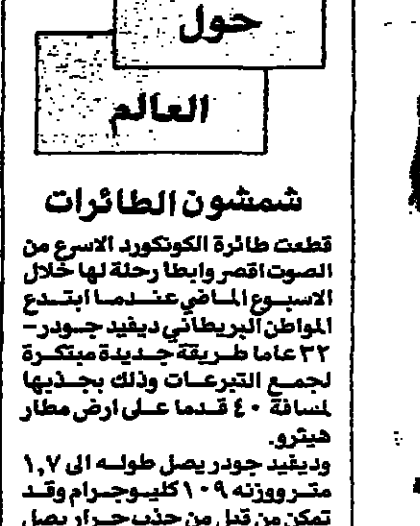 حول
العالم
شمشون الطائرات
قطعت طائرة الكونكورد الاسرع من
الصوت اقصر وابطا رحلة لها خلال
الاسبوع الماضي عندما ابتدع
المواطن البريطاني ديفيد جودر –
٣٢ عاما طريقة جديدة مبتكرة
لجمع التبرعات وذلك بجذبها
لمسافة ٤٠ قدما على ارض مطار
هيثرو.
وديفيد جودر يصل طوله الى ١,٧
متر ووزنه ١٠٩ كليوجرام وقد
تمكن من قبل من جذب جرار يصل